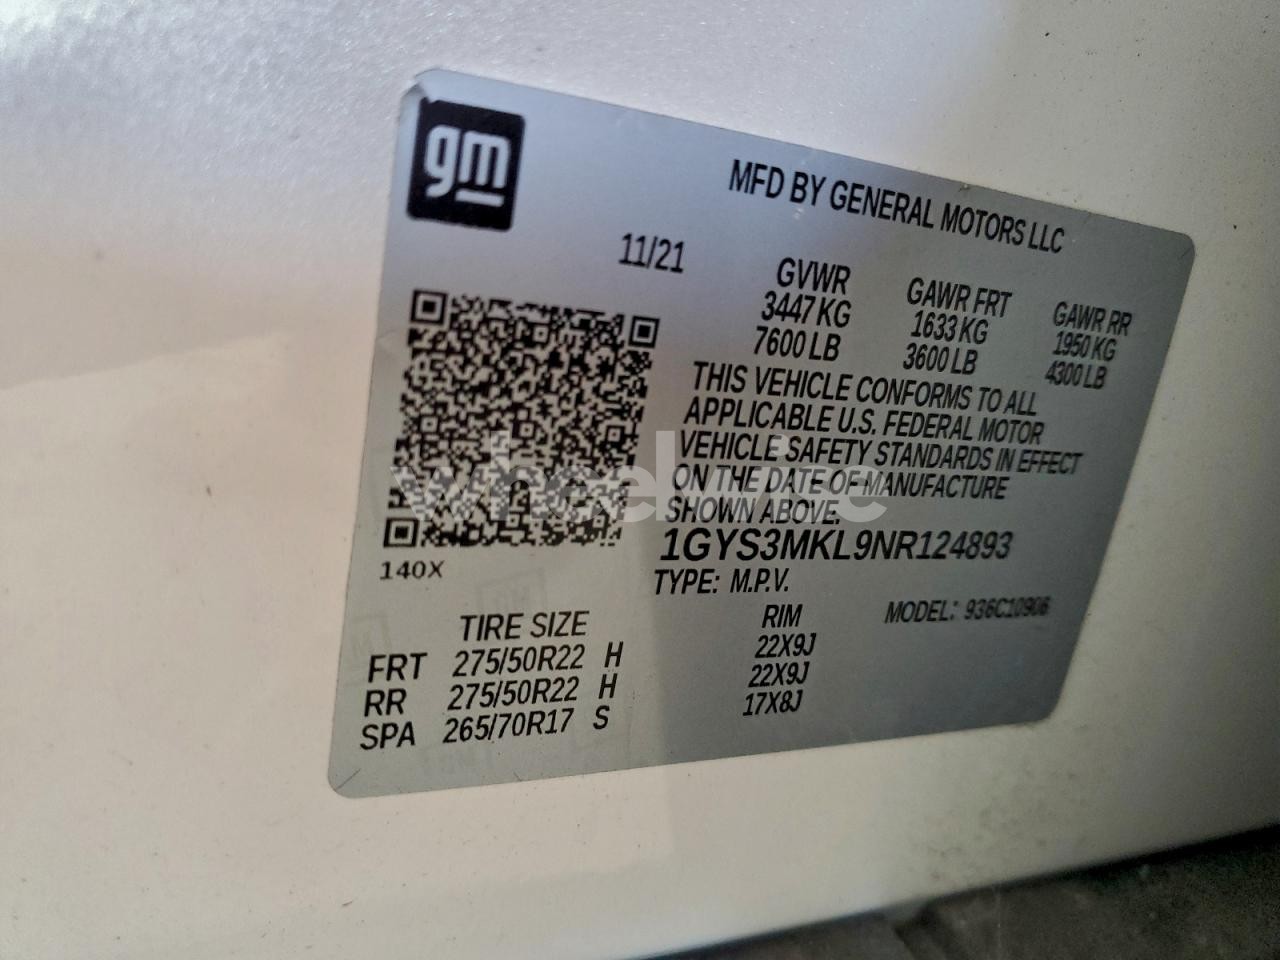 gm
MFD BY GENERAL MOTORS LLC
11/21
GVWR GAWR FRT GAWR RR
3447 KG 1633 KG 1950 KG
7600 LB 3600 LB 4300 LB
THIS VEHICLE CONFORMS TO ALL
APPLICABLE U.S. FEDERAL MOTOR
VEHICLE SAFETY STANDARDS IN EFFECT
ON THE DATE OF MANUFACTURE
SHOWN ABOVE.
wheelwise
1GYS3MKL9NR124893
140X
TYPE: M.P.V. MODEL: 936C10906
TIRE SIZE RIM
FRT 275/50R22 H 22X9J
RR 275/50R22 H 22X9J
SPA 265/70R17 S 17X8J